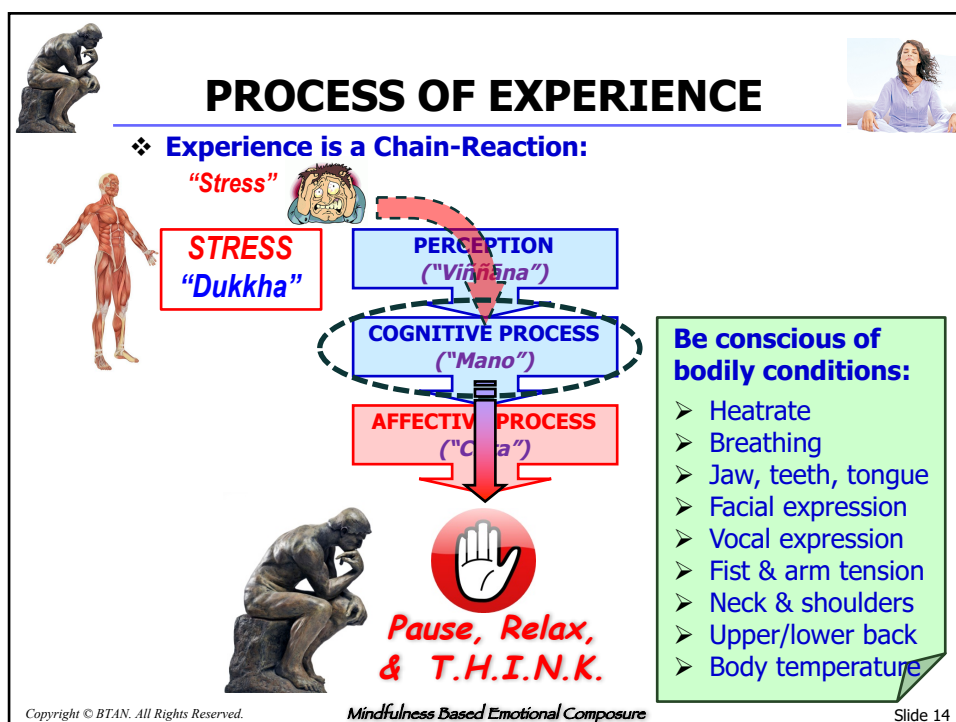 PROCESS OF EXPERIENCE
❖ Experience is a Chain-Reaction:
“Stress”
STRESS
“Dukkha”
PERCEPTION
(“Viññāna”)
COGNITIVE PROCESS
(“Mano”)
AFFECTIVE PROCESS
Pause, Relax,
& T.H.I.N.K.
Be conscious of
bodily conditions:
➢ Heatrate
➢ Breathing
➢ Jaw, teeth, tongue
➢ Facial expression
➢ Vocal expression
➢ Fist & arm tension
➢ Neck & shoulders
➢ Upper/lower back
➢ Body temperature
Copyright © BTAN. All Rights Reserved.
Mindfulness Based Emotional Composure
Slide 14